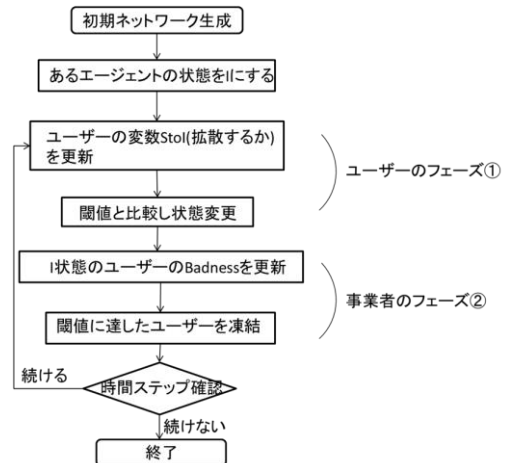 初期ネットワーク生成
あるエージェントの状態をIにする
ユーザーの変数StoI(拡散するか)
を更新
ユーザーのフェーズ①
閾値と比較し状態変更
I状態のユーザーのBadnessを更新
事業者のフェーズ②
閾値に達したユーザーを凍結
続ける
時間ステップ確認
続けない
終了